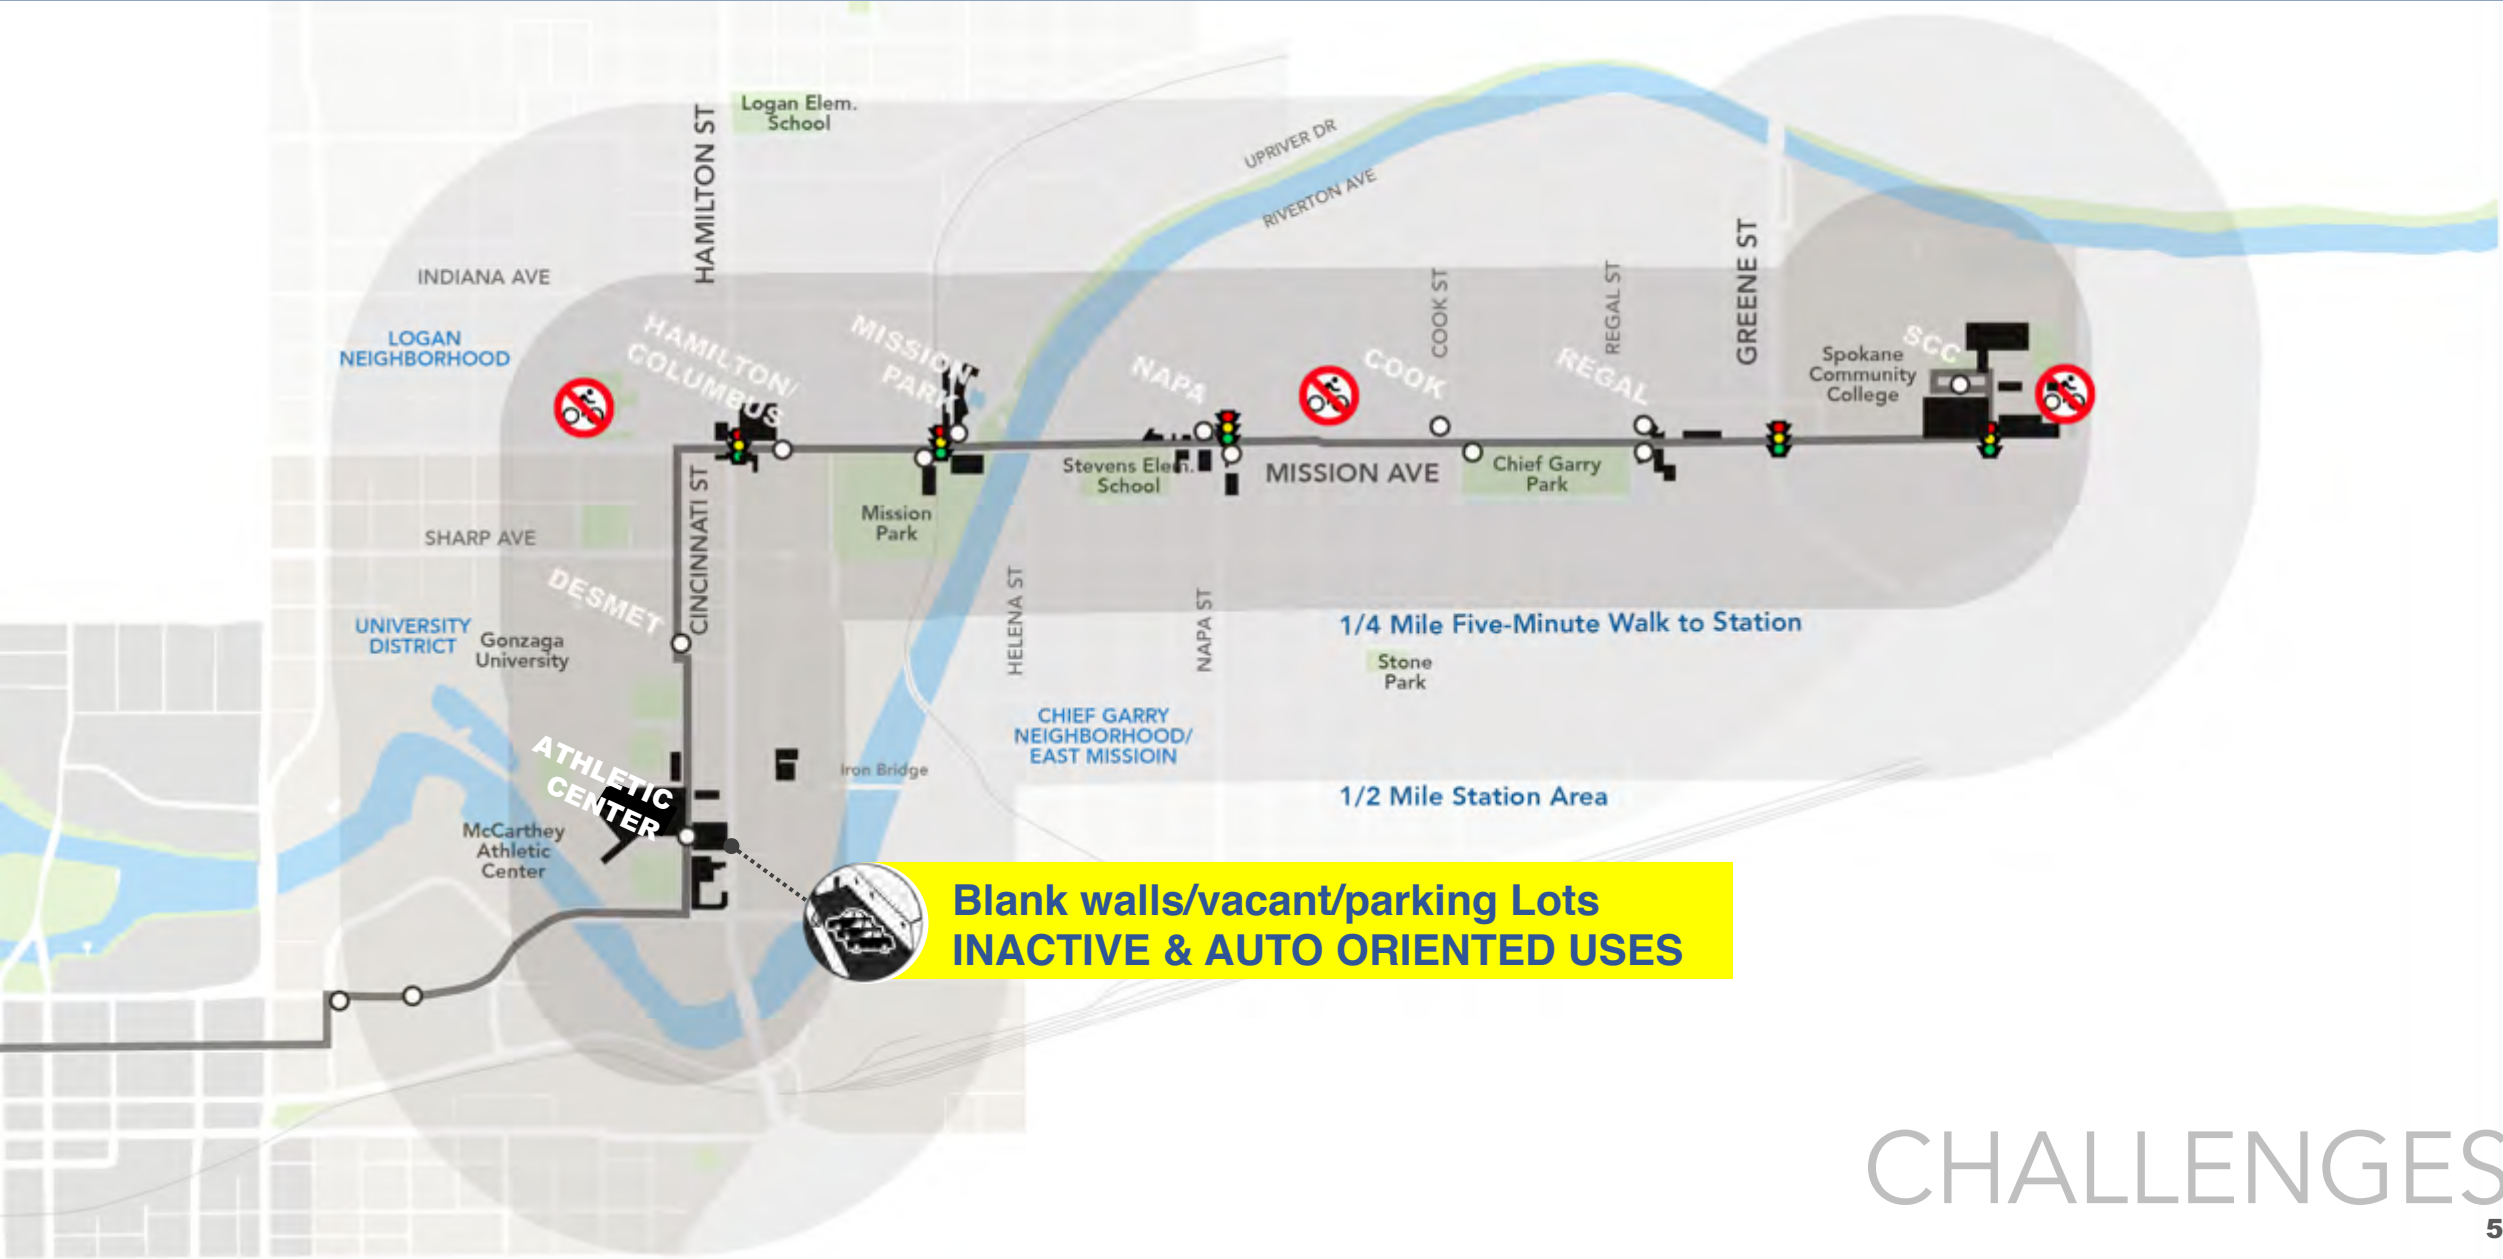 Logan Elem.
School
HAMILTON ST
UPRIVER DR
RIVERTON AVE
INDIANA AVE
LOGAN
NEIGHBORHOOD
HAMILTON/
COLUMBUS
MISSION
PARK
NAPA
COOK
COOK ST
REGAL
REGAL ST
GREENE ST
SCC
Spokane
Community
College
Stevens Elem.
School
MISSION AVE
Chief Garry
Park
Mission
Park
SHARP AVE
CINCINNATI ST
DESMET
HELENA ST
NAPA ST
UNIVERSITY
DISTRICT
Gonzaga
University
1/4 Mile Five-Minute Walk to Station
Stone
Park
CHIEF GARRY
NEIGHBORHOOD/
EAST MISSIOIN
ATHLETIC
CENTER
Iron Bridge
1/2 Mile Station Area
McCarthey
Athletic
Center
Blank walls/vacant/parking Lots
INACTIVE & AUTO ORIENTED USES
CHALLENGES
5